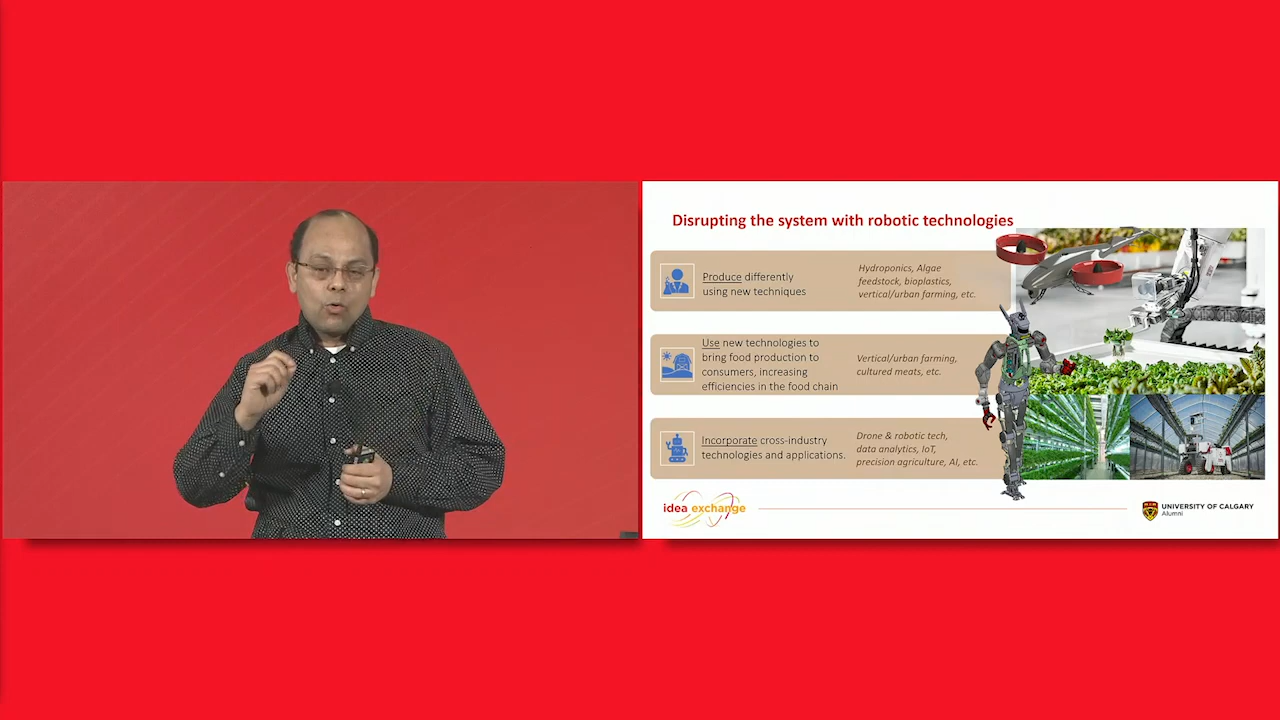 Disrupting the system with robotic technologies
Produce differently
using new techniques
Hydroponics, Algae
feedstock, bioplastics,
vertical/urban farming, etc.
Use new technologies to
bring food production to
consumers, increasing
efficiencies in the food chain
Vertical/urban farming,
cultured meats, etc.
Incorporate cross-industry
technologies and applications.
Drone & robotic tech,
data analytics, IoT,
precision agriculture, AI, etc.
idea exchange
UNIVERSITY OF CALGARY
Alumni